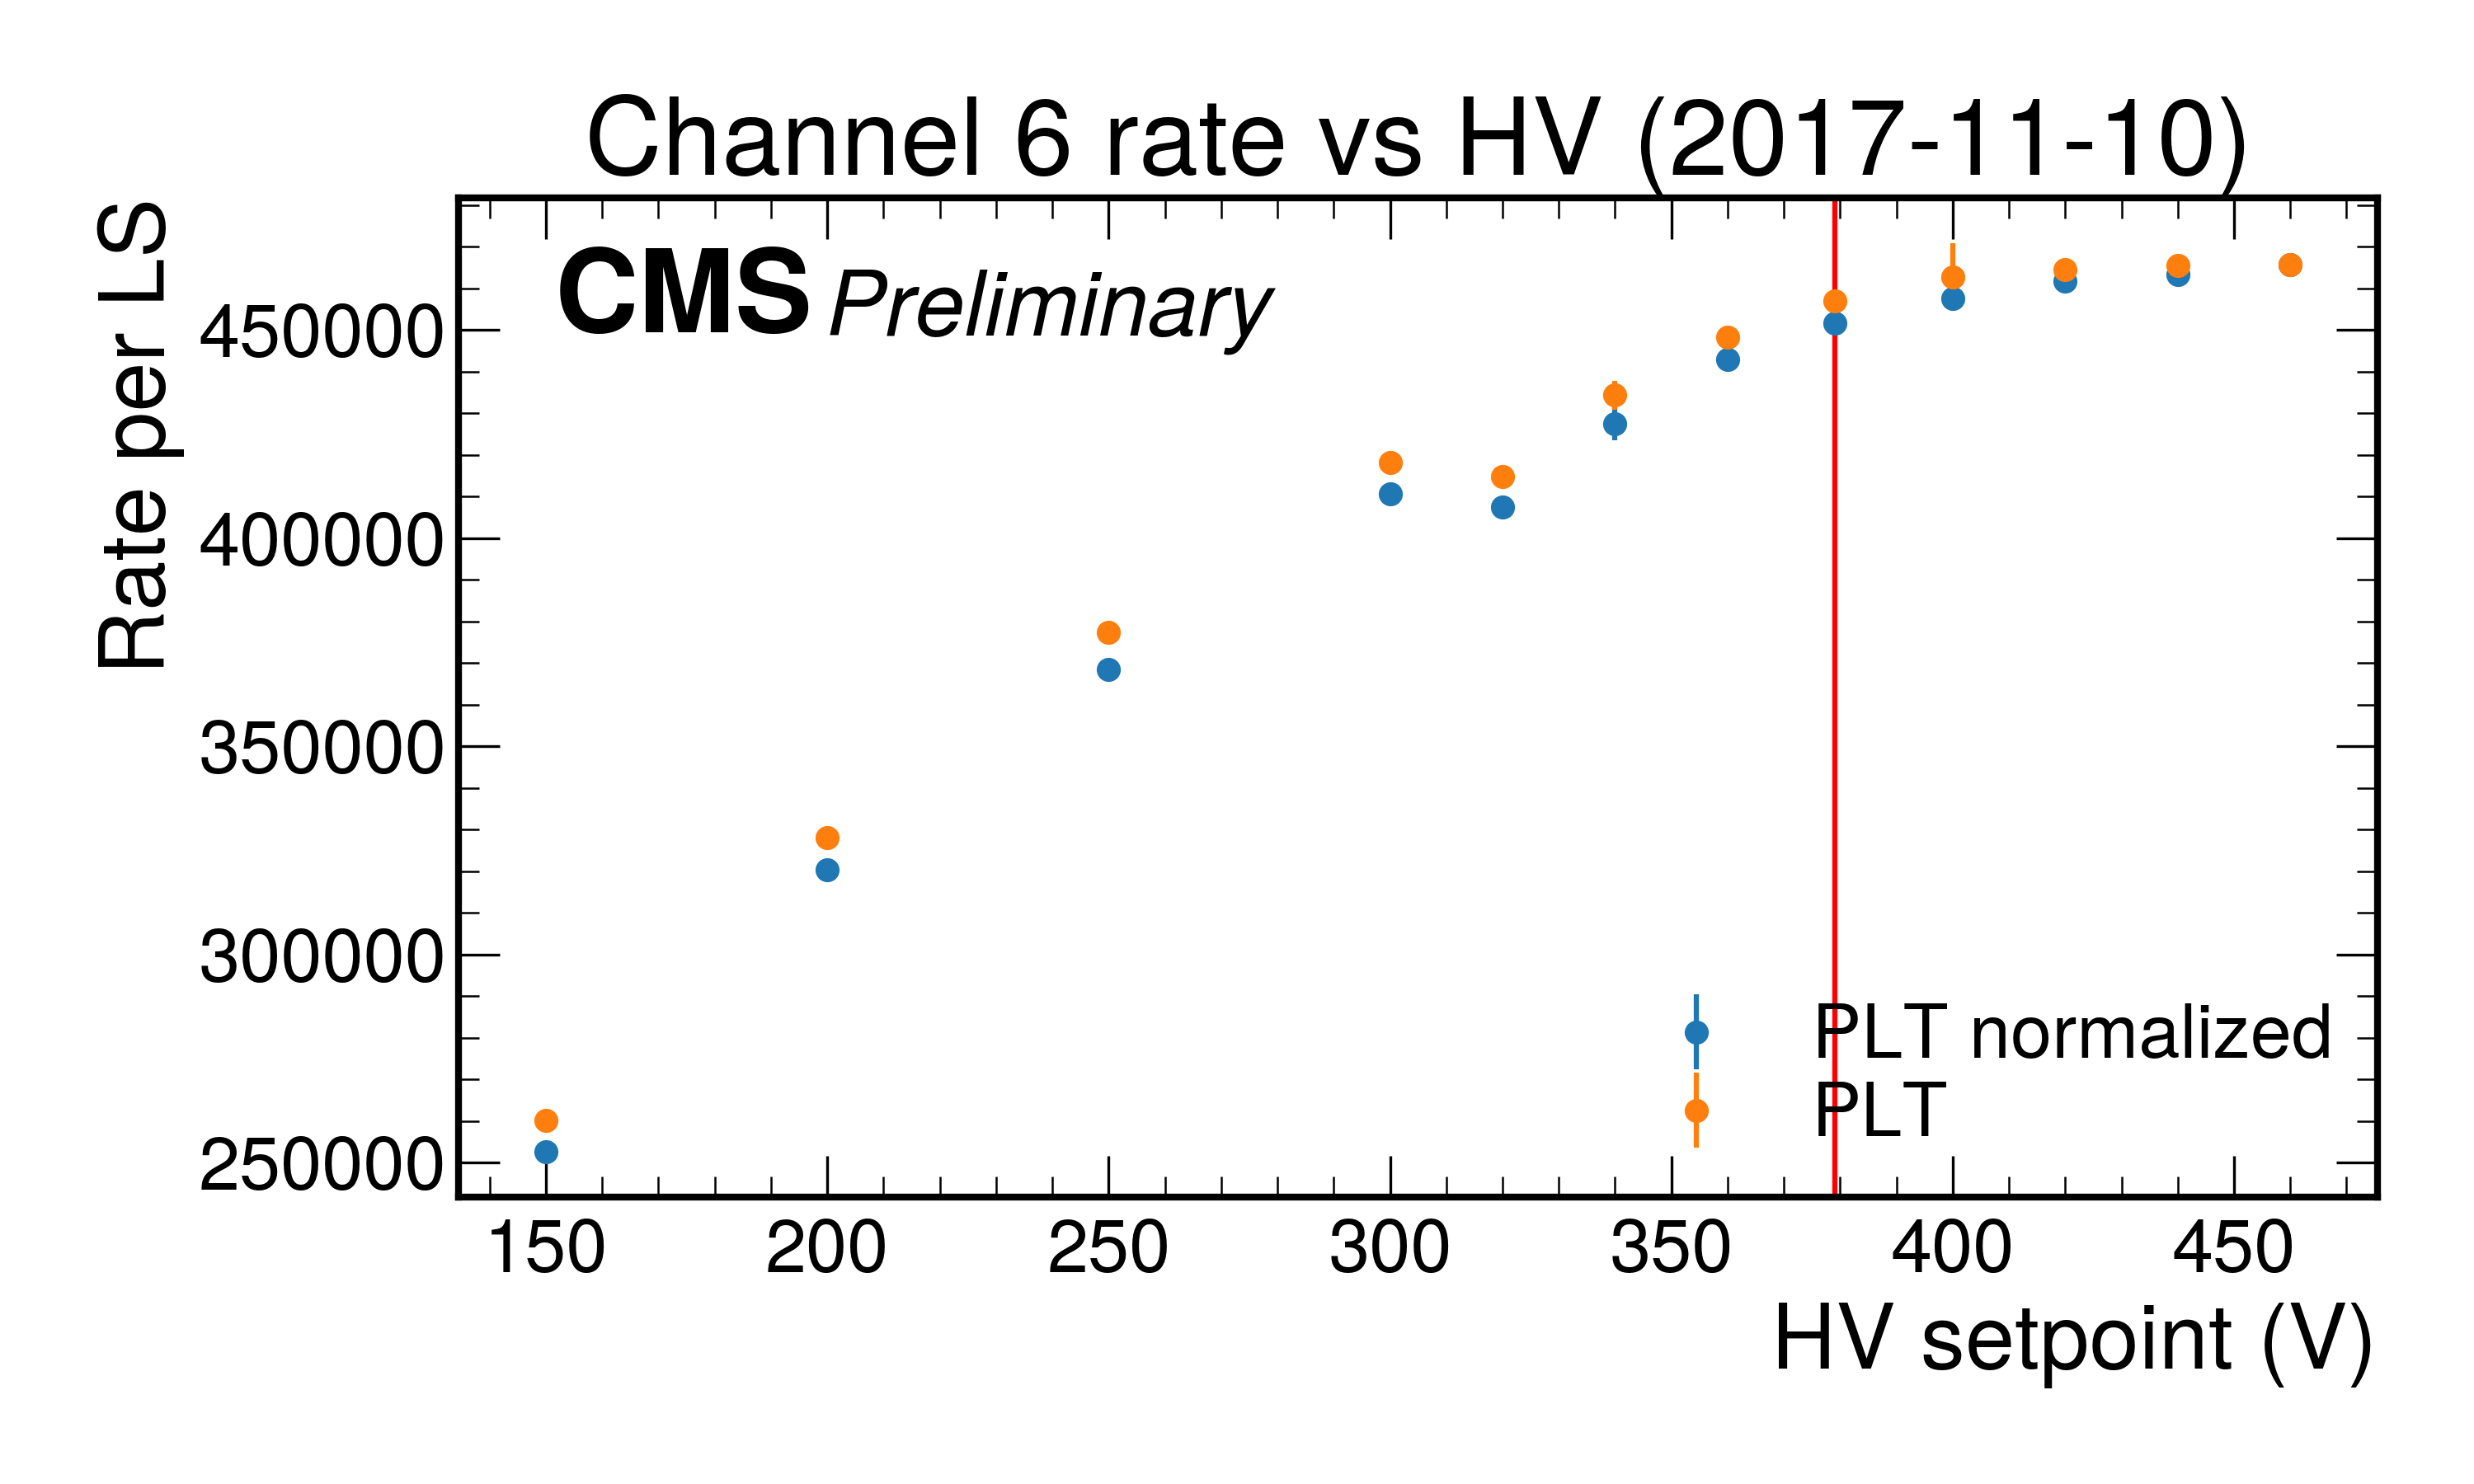 Channel 6 rate vs HV (2017-11-10)
CMS Preliminary
Rate per LS
450000
400000
350000
300000
250000
PLT normalized
PLT
150 200 250 300 350 400 450
HV setpoint (V)